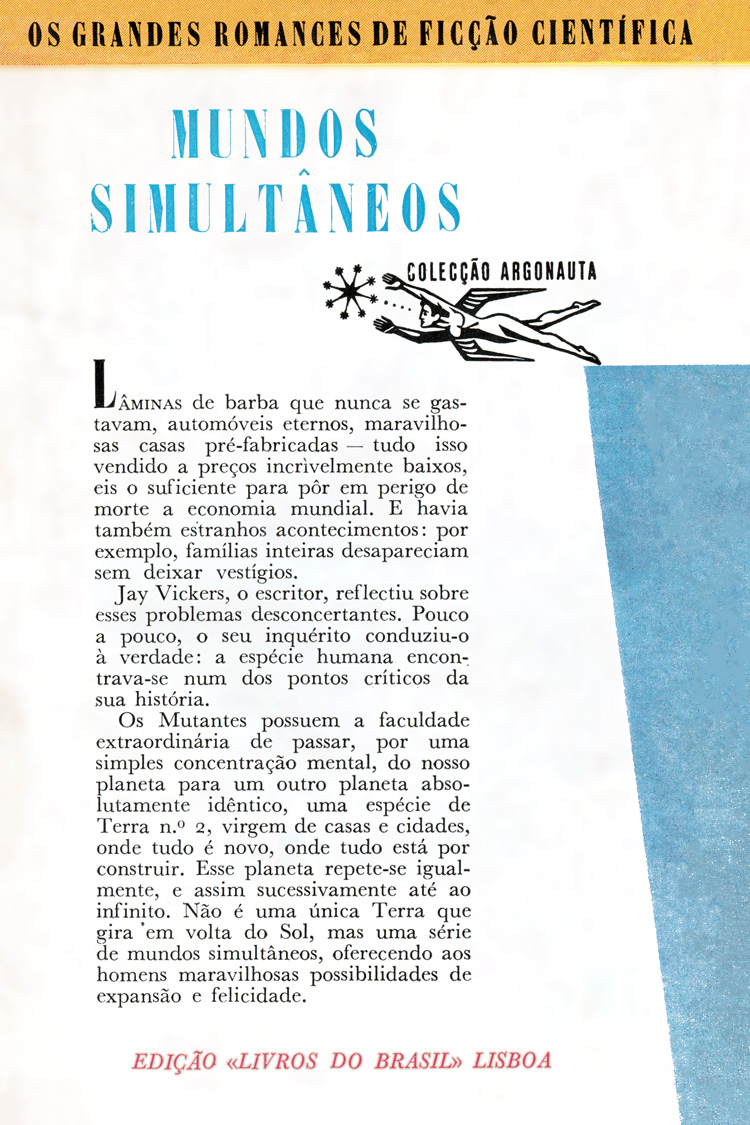 OS GRANDES ROMANCES DE FICÇÃO CIENTÍFICA
MUNDOS
SIMULTÂNEOS
COLECÇÃO ARGONAUTA
LÂMINAS de barba que nunca se gas-
tavam, automóveis eternos, maravilho-
sas casas pré-fabricadas — tudo isso
vendido a preços incrìvelmente baixos,
eis o suficiente para pôr em perigo de
morte a economia mundial. E havia
também estranhos acontecimentos: por
exemplo, famílias inteiras desapareciam
sem deixar vestígios.
Jay Vickers, o escritor, reflectiu sobre
esses problemas desconcertantes. Pouco
a pouco, o seu inquérito conduziu-o
à verdade: a espécie humana encon-
trava-se num dos pontos críticos da
sua história.
Os Mutantes possuem a faculdade
extraordinária de passar, por uma
simples concentração mental, do nosso
planeta para um outro planeta abso-
lutamente idêntico, uma espécie de
Terra n.º 2, virgem de casas e cidades,
onde tudo é novo, onde tudo está por
construir. Esse planeta repete-se igual-
mente, e assim sucessivamente até ao
infinito. Não é uma única Terra que
gira em volta do Sol, mas uma série
de mundos simultâneos, oferecendo aos
homens maravilhosas possibilidades de
expansão e felicidade.
EDIÇÃO «LIVROS DO BRASIL» LISBOA